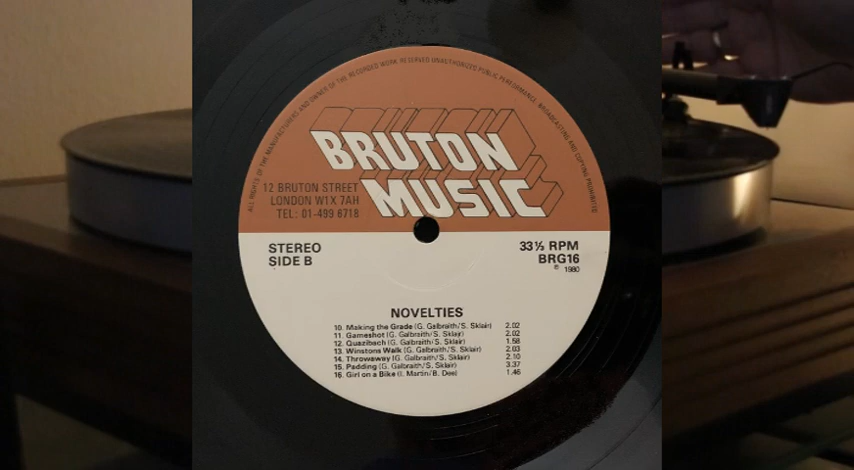 ALL RIGHTS OF THE MANUFACTURERS AND OWNER OF THE RECORDED WORK RESERVED UNAUTHORIZED PUBLIC PERFORMANCE, BROADCASTING AND COPYING PROHIBITED
BRUTON
MUSIC
12 BRUTON STREET
LONDON W1X 7AH
TEL: 01-499 6718
STEREO 33⅓ RPM
SIDE B BRG16
℗ 1980
NOVELTIES
10. Making the Grade (G. Galbraith/S. Sklair) 2.02
11. Gameshot (G. Galbraith/S. Sklair) 2.02
12. Quazibach (G. Galbraith/S. Sklair) 1.58
13. Winstons Walk (G. Galbraith/S. Sklair) 2.03
14. Throwaway (G. Galbraith/S. Sklair) 2.10
15. Padding (G. Galbraith/S. Sklair) 3.37
16. Girl on a Bike (I. Martin/B. Dee) 1.46